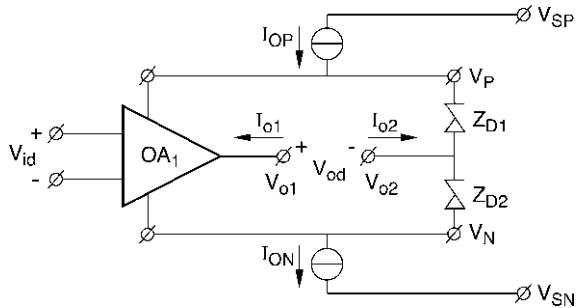 V_SP
I_OP
V_P
I_o1
I_o2
Z_D1
+
V_id
-
OA_1
+
V_od
-
V_o1
V_o2
Z_D2
V_N
I_ON
V_SN